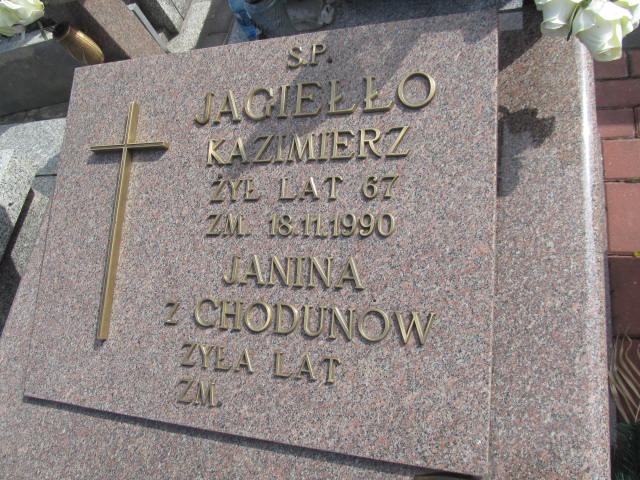 Ś.P.
JAGIEŁŁO
KAZIMIERZ
ŻYŁ LAT 67
ZM. 18.11.1990
JANINA
Z CHODUNÓW
ŻYŁA LAT
ZM.